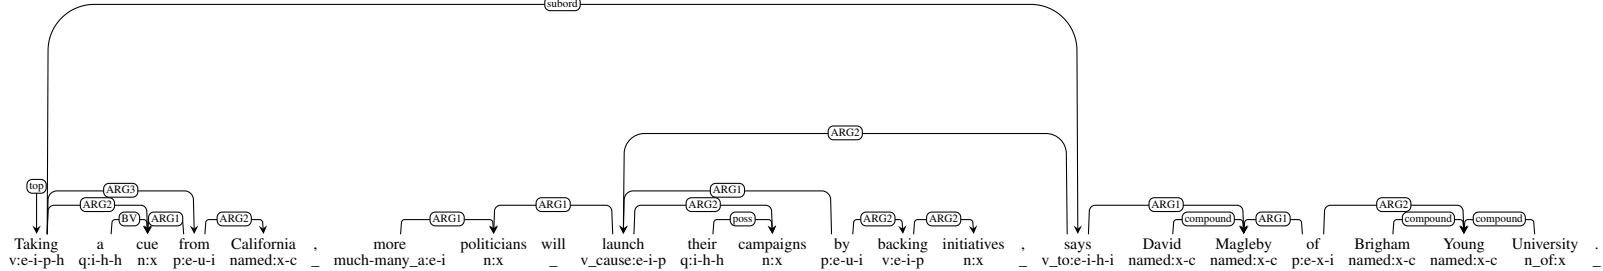 subord
ARG2
top ARG3 ARG1
ARG2 ARG1 ARG2 ARG1 ARG2
BV ARG1 ARG2 ARG1 poss ARG2 ARG2 compound ARG1 compound compound
Taking a cue from California , more politicians will launch their campaigns by backing initiatives , says David Magleby of Brigham Young University .
v:e-i-p-h q:i-h-h n:x p:e-u-i named:x-c _ much-many_a:e-i n:x _ v_cause:e-i-p q:i-h-h n:x p:e-u-i v:e-i-p n:x _ v_to:e-i-h-i named:x-c named:x-c p:e-x-i named:x-c named:x-c n_of:x _